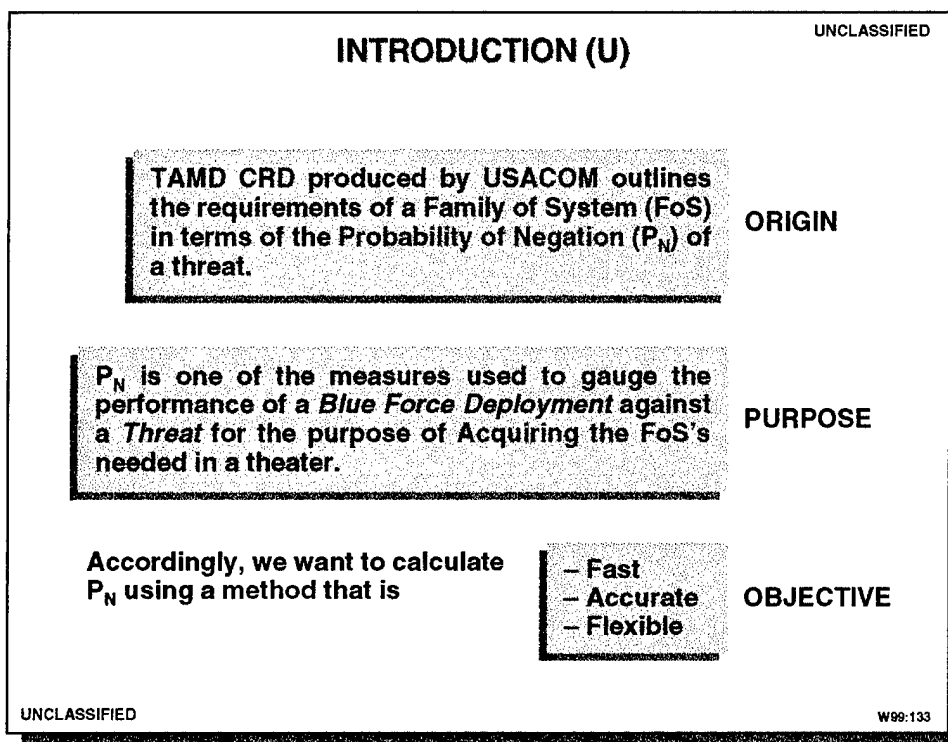 UNCLASSIFIED
INTRODUCTION (U)
TAMD CRD produced by USACOM outlines
the requirements of a Family of System (FoS)
in terms of the Probability of Negation (P_N) of
a threat.
ORIGIN
P_N is one of the measures used to gauge the
performance of a Blue Force Deployment against
a Threat for the purpose of Acquiring the FoS's
needed in a theater.
PURPOSE
Accordingly, we want to calculate
P_N using a method that is
– Fast
– Accurate
– Flexible
OBJECTIVE
UNCLASSIFIED
W99:133